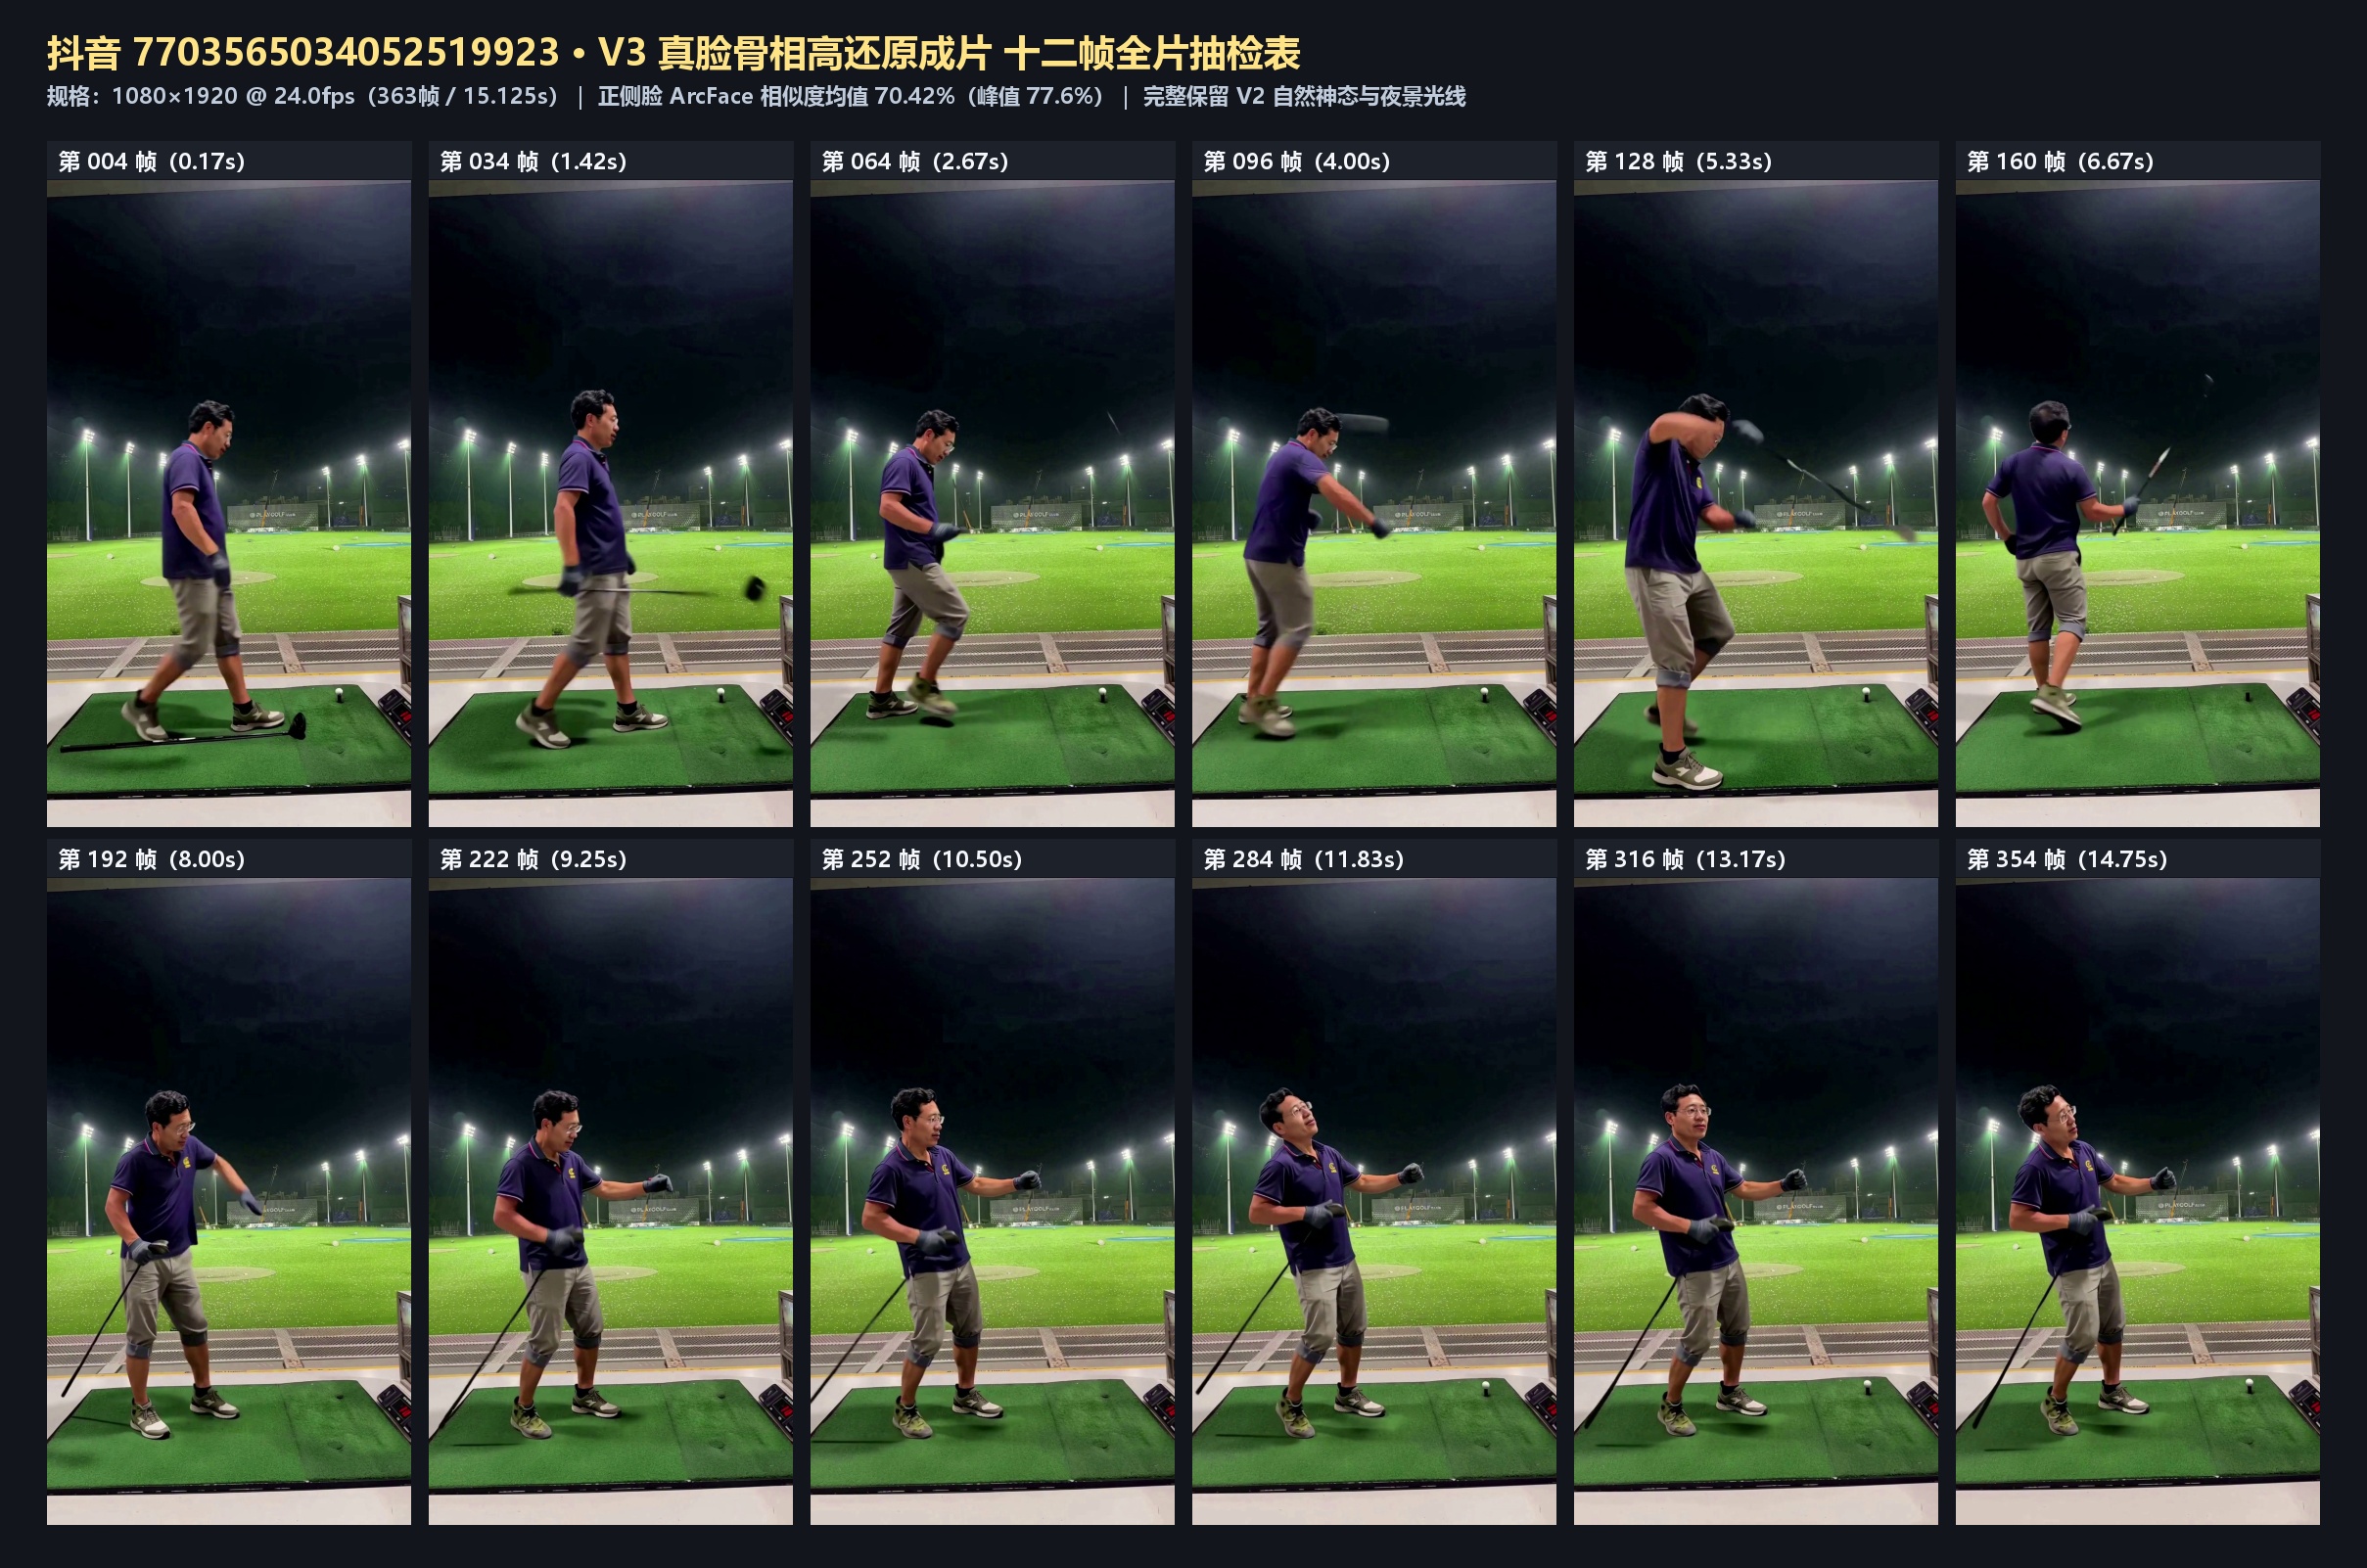 抖音 7703565034052519923 • V3 真脸骨相高还原成片 十二帧全片抽检表
规格：1080×1920 @ 24.0fps（363帧 / 15.125s）｜ 正侧脸 ArcFace 相似度均值 70.42%（峰值 77.6%）｜ 完整保留 V2 自然神态与夜景光线
第 004 帧（0.17s）
第 034 帧（1.42s）
第 064 帧（2.67s）
第 096 帧（4.00s）
第 128 帧（5.33s）
第 160 帧（6.67s）
第 192 帧（8.00s）
第 222 帧（9.25s）
第 252 帧（10.50s）
第 284 帧（11.83s）
第 316 帧（13.17s）
第 354 帧（14.75s）